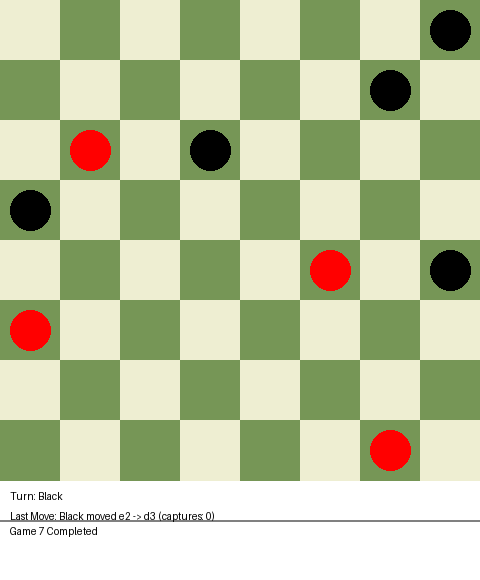 Turn: Black
Last Move: Black moved e2 -> d3 (captures: 0)
Game 7 Completed